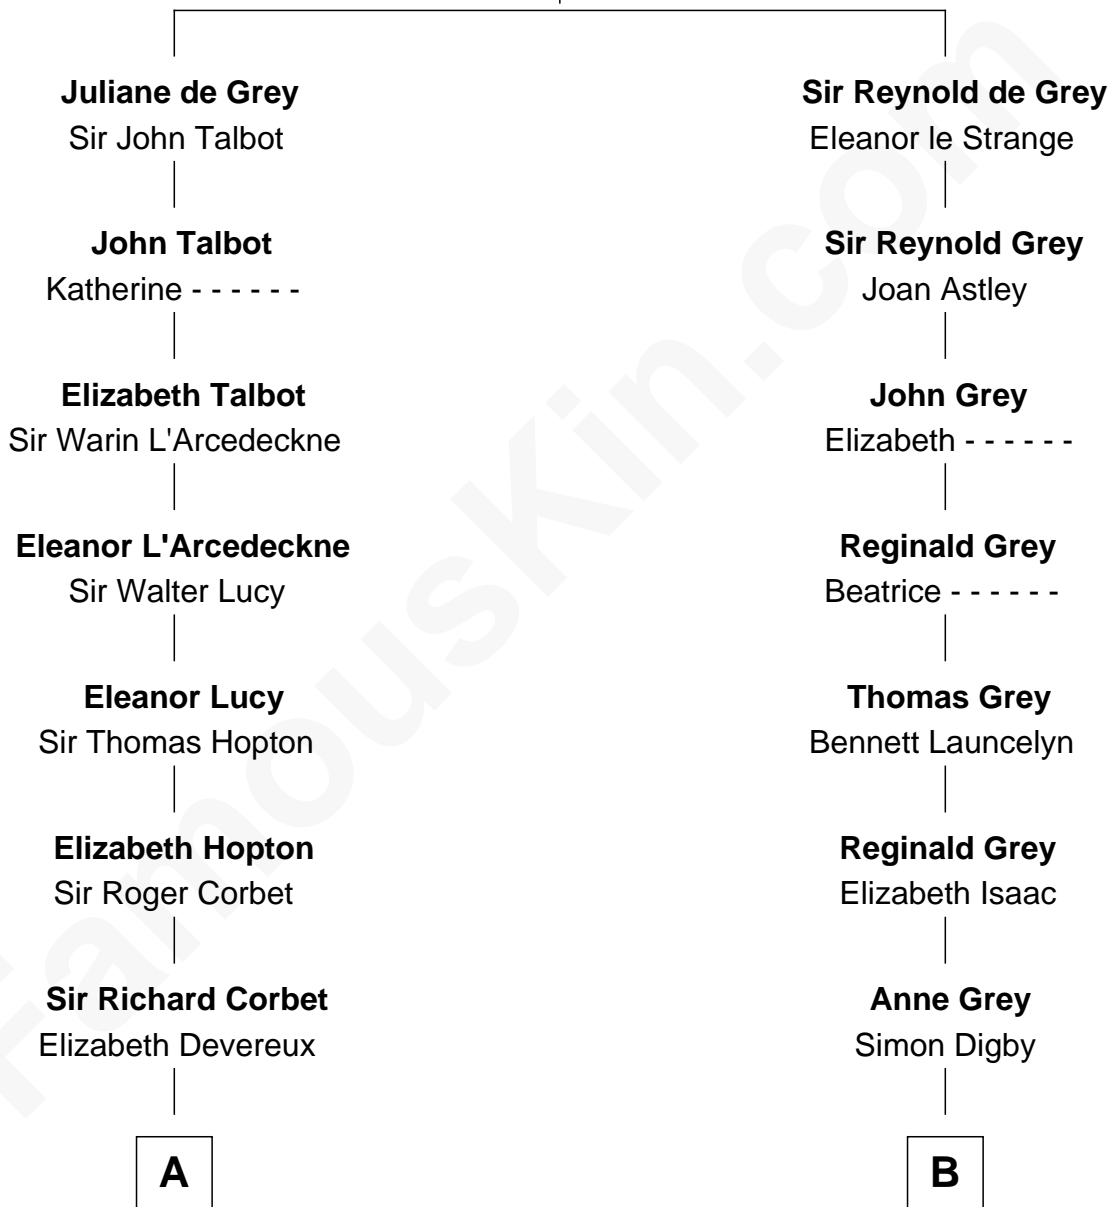 Juliane de Grey
Sir John Talbot
John Talbot
Katherine - - - - - -
Elizabeth Talbot
Sir Warin L'Arcedeckne
Eleanor L'Arcedeckne
Sir Walter Lucy
Eleanor Lucy
Sir Thomas Hopton
Elizabeth Hopton
Sir Roger Corbet
Sir Richard Corbet
Elizabeth Devereux
A
Sir Reynold de Grey
Eleanor le Strange
Sir Reynold Grey
Joan Astley
John Grey
Elizabeth - - - - - -
Reginald Grey
Beatrice - - - - - -
Thomas Grey
Bennett Launcelyn
Reginald Grey
Elizabeth Isaac
Anne Grey
Simon Digby
B
FamousKin.com